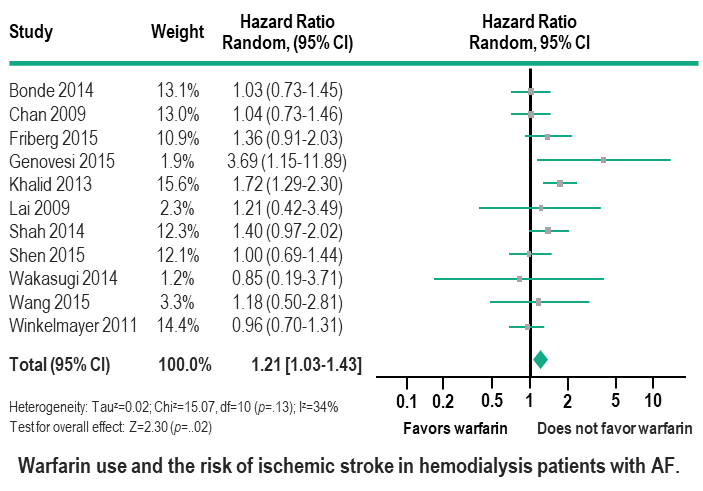 Study Weight Hazard Ratio Hazard Ratio
Random, (95% CI) Random, 95% CI
Bonde 2014 13.1% 1.03 (0.73-1.45)
Chan 2009 13.0% 1.04 (0.73-1.46)
Friberg 2015 10.9% 1.36 (0.91-2.03)
Genovesi 2015 1.9% 3.69 (1.15-11.89)
Khalid 2013 15.6% 1.72 (1.29-2.30)
Lai 2009 2.3% 1.21 (0.42-3.49)
Shah 2014 12.3% 1.40 (0.97-2.02)
Shen 2015 12.1% 1.00 (0.69-1.44)
Wakasugi 2014 1.2% 0.85 (0.19-3.71)
Wang 2015 3.3% 1.18 (0.50-2.81)
Winkelmayer 2011 14.4% 0.96 (0.70-1.31)
Total (95% CI) 100.0% 1.21 [1.03-1.43]
0.1 0.2 0.5 1 2 5 10
Heterogeneity: Tau²=0.02; Chi²=15.07, df=10 (p=.13); I²=34%
Test for overall effect: Z=2.30 (p=..02)
Favors warfarin Does not favor warfarin
Warfarin use and the risk of ischemic stroke in hemodialysis patients with AF.